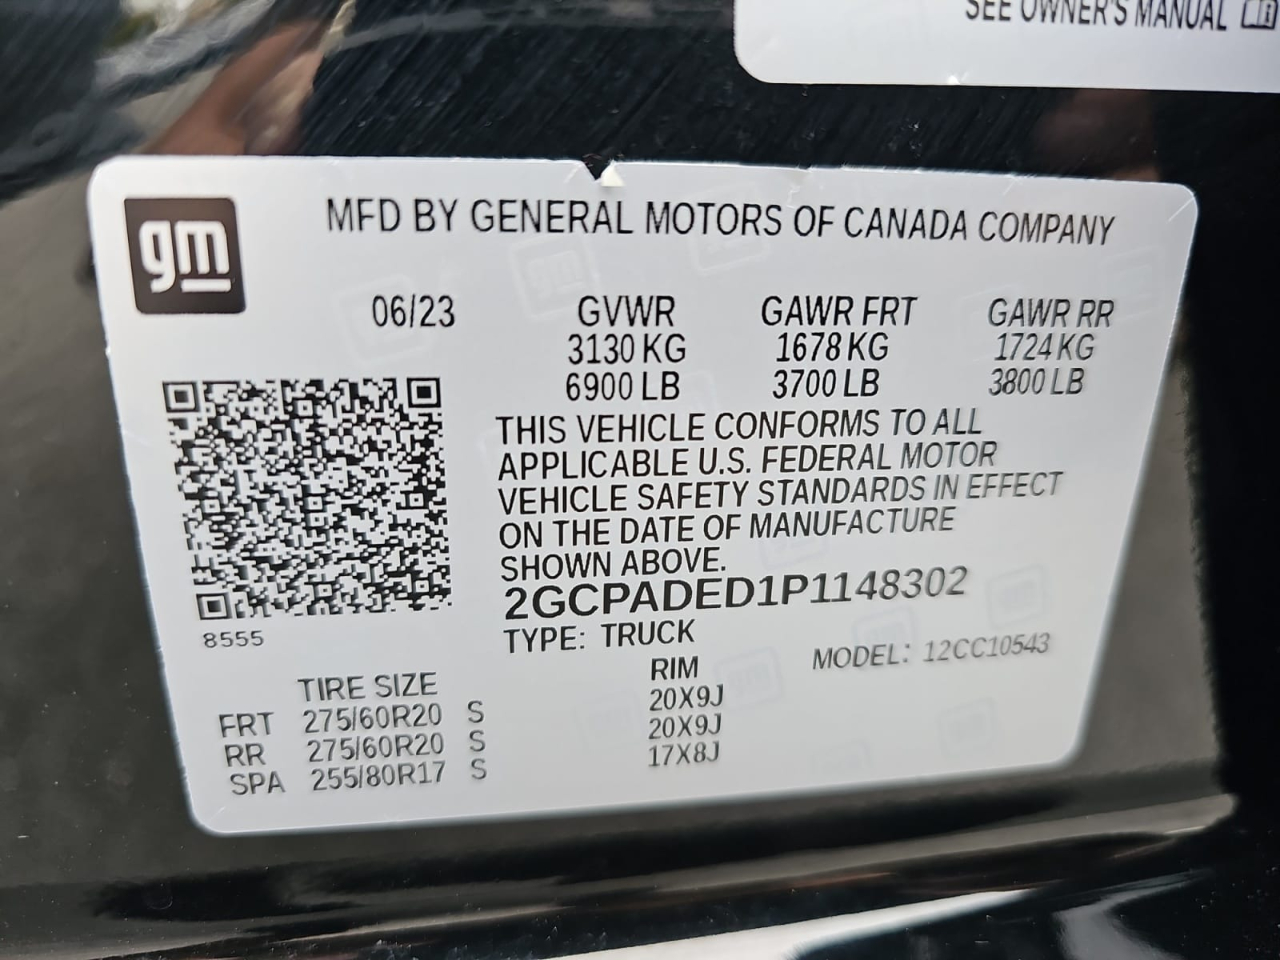 SEE OWNER'S MANUAL
gm
MFD BY GENERAL MOTORS OF CANADA COMPANY
06/23 GVWR GAWR FRT GAWR RR
3130 KG 1678 KG 1724 KG
6900 LB 3700 LB 3800 LB
THIS VEHICLE CONFORMS TO ALL
APPLICABLE U.S. FEDERAL MOTOR
VEHICLE SAFETY STANDARDS IN EFFECT
ON THE DATE OF MANUFACTURE
SHOWN ABOVE.
2GCPADED1P1148302
8555
TYPE: TRUCK
MODEL: 12CC10543
TIRE SIZE RIM
FRT 275/60R20 S 20X9J
RR 275/60R20 S 20X9J
SPA 255/80R17 S 17X8J